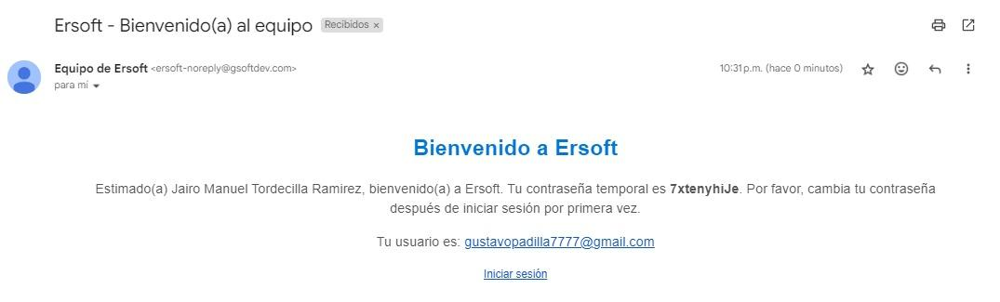 Ersoft - Bienvenido(a) al equipo Recibidos ×
Equipo de Ersoft <ersoft-noreply@gsoftdev.com> 10:31 p.m. (hace 0 minutos)
para mí
Bienvenido a Ersoft
Estimado(a) Jairo Manuel Tordecilla Ramirez, bienvenido(a) a Ersoft. Tu contraseña temporal es 7xtenyhiJe. Por favor, cambia tu contraseña
después de iniciar sesión por primera vez.
Tu usuario es: gustavopadilla7777@gmail.com
Iniciar sesión